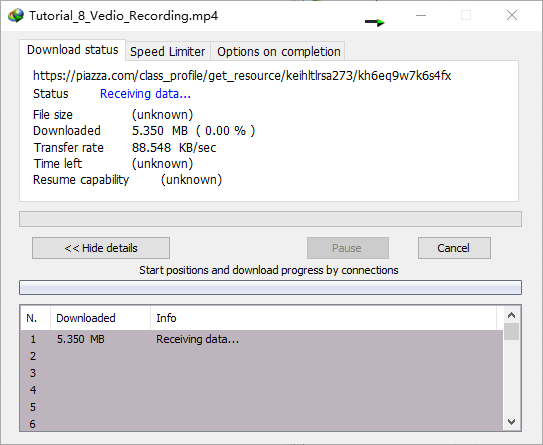 Tutorial_8_Vedio_Recording.mp4
Download status Speed Limiter Options on completion
https://piazza.com/class_profile/get_resource/keihltlrsa273/kh6eq9w7k6s4fx
Status Receiving data...
File size (unknown)
Downloaded 5.350 MB ( 0.00 % )
Transfer rate 88.548 KB/sec
Time left (unknown)
Resume capability (unknown)
<< Hide details Pause Cancel
Start positions and download progress by connections
N. Downloaded Info
1 5.350 MB Receiving data...
2
3
4
5
6